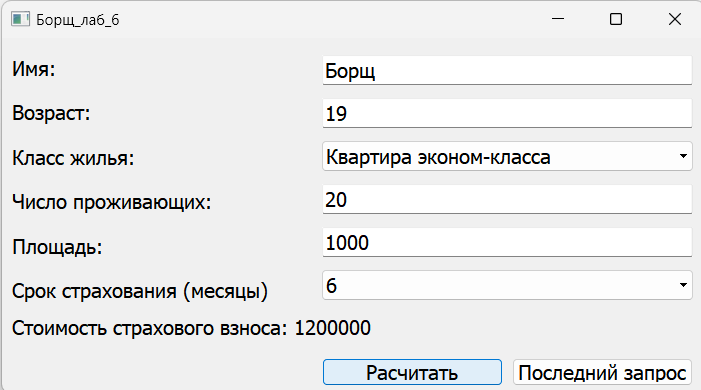 Борщ_лаб_6
Имя: Борщ
Возраст: 19
Класс жилья: Квартира эконом-класса
Число проживающих: 20
Площадь: 1000
Срок страхования (месяцы) 6
Стоимость страхового взноса: 1200000
Расчитать Последний запрос